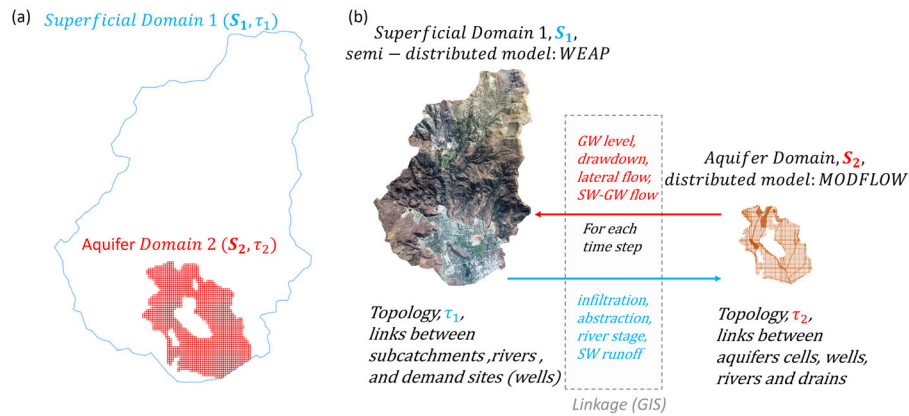 (a)
Superficial Domain 1 (S₁, τ₁)
Aquifer Domain 2 (S₂, τ₂)
(b)
Superficial Domain 1, S₁,
semi − distributed model: WEAP
GW level,
drawdown,
lateral flow,
SW-GW flow
For each
time step
infiltration,
abstraction,
river stage,
SW runoff
Linkage (GIS)
Aquifer Domain, S₂,
distributed model: MODFLOW
Topology, τ₁,
links between
subcatchments ,rivers ,
and demand sites (wells)
Topology, τ₂,
links between
aquifers cells, wells,
rivers and drains